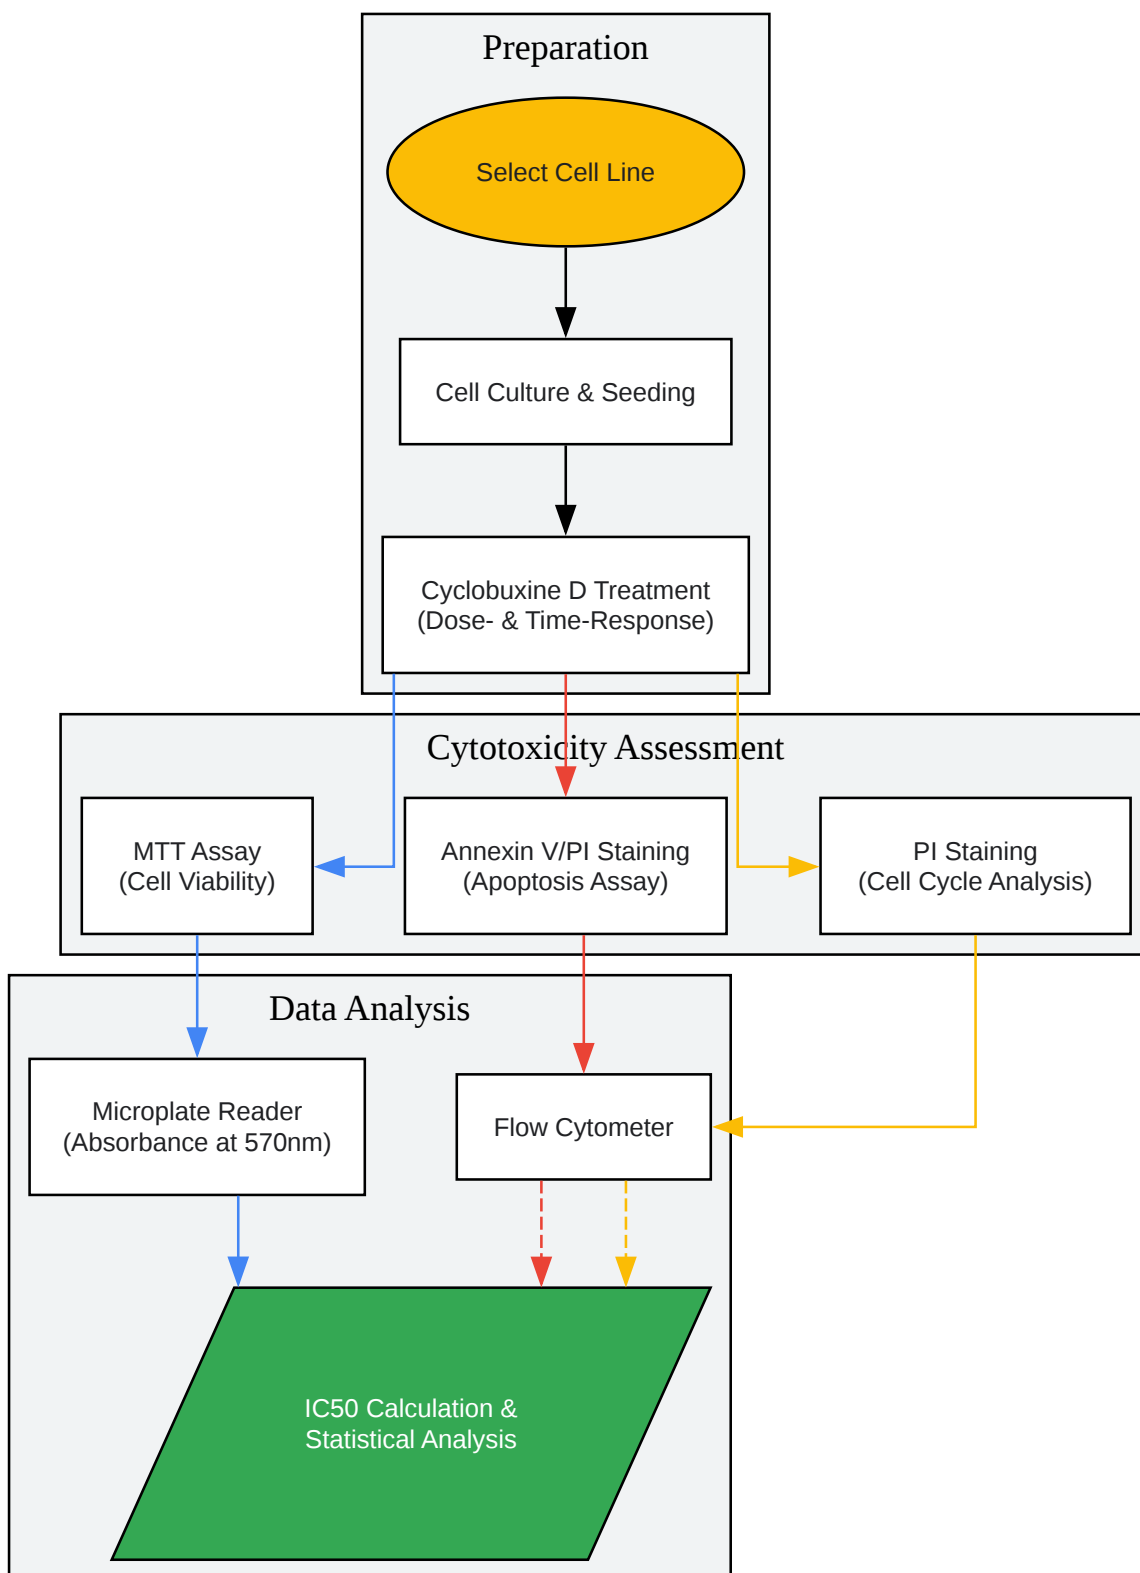 Preparation
Select Cell Line
Cell Culture & Seeding
Cyclobuxine D Treatment
(Dose- & Time-Response)
Cytotoxicity Assessment
MTT Assay
(Cell Viability)
Annexin V/PI Staining
(Apoptosis Assay)
PI Staining
(Cell Cycle Analysis)
Data Analysis
Microplate Reader
(Absorbance at 570nm)
Flow Cytometer
IC50 Calculation &
Statistical Analysis